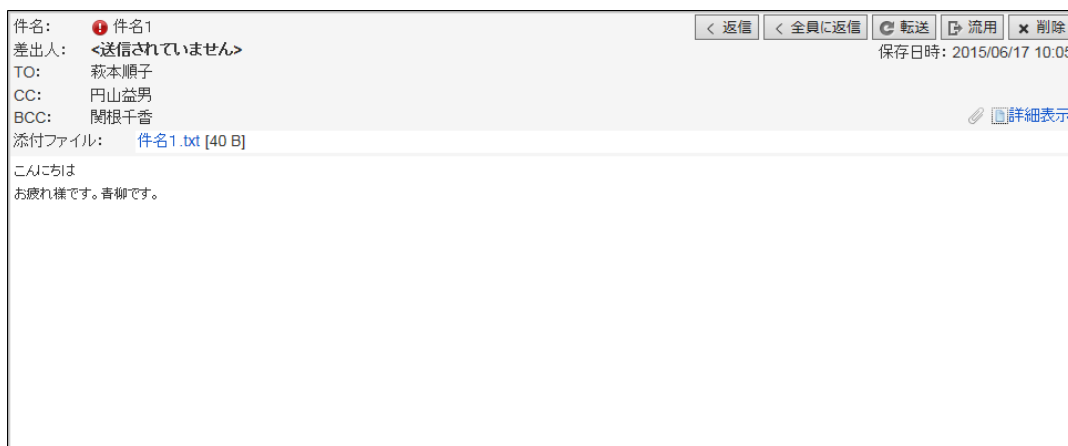 件名: 件名1 < 返信 < 全員に返信 転送 流用 × 削除
差出人: <送信されていません> 保存日時: 2015/06/17 10:05
TO: 萩本順子
CC: 円山益男
BCC: 関根千香 詳細表示
添付ファイル: 件名1.txt [40 B]
こんにちは
お疲れ様です。青柳です。